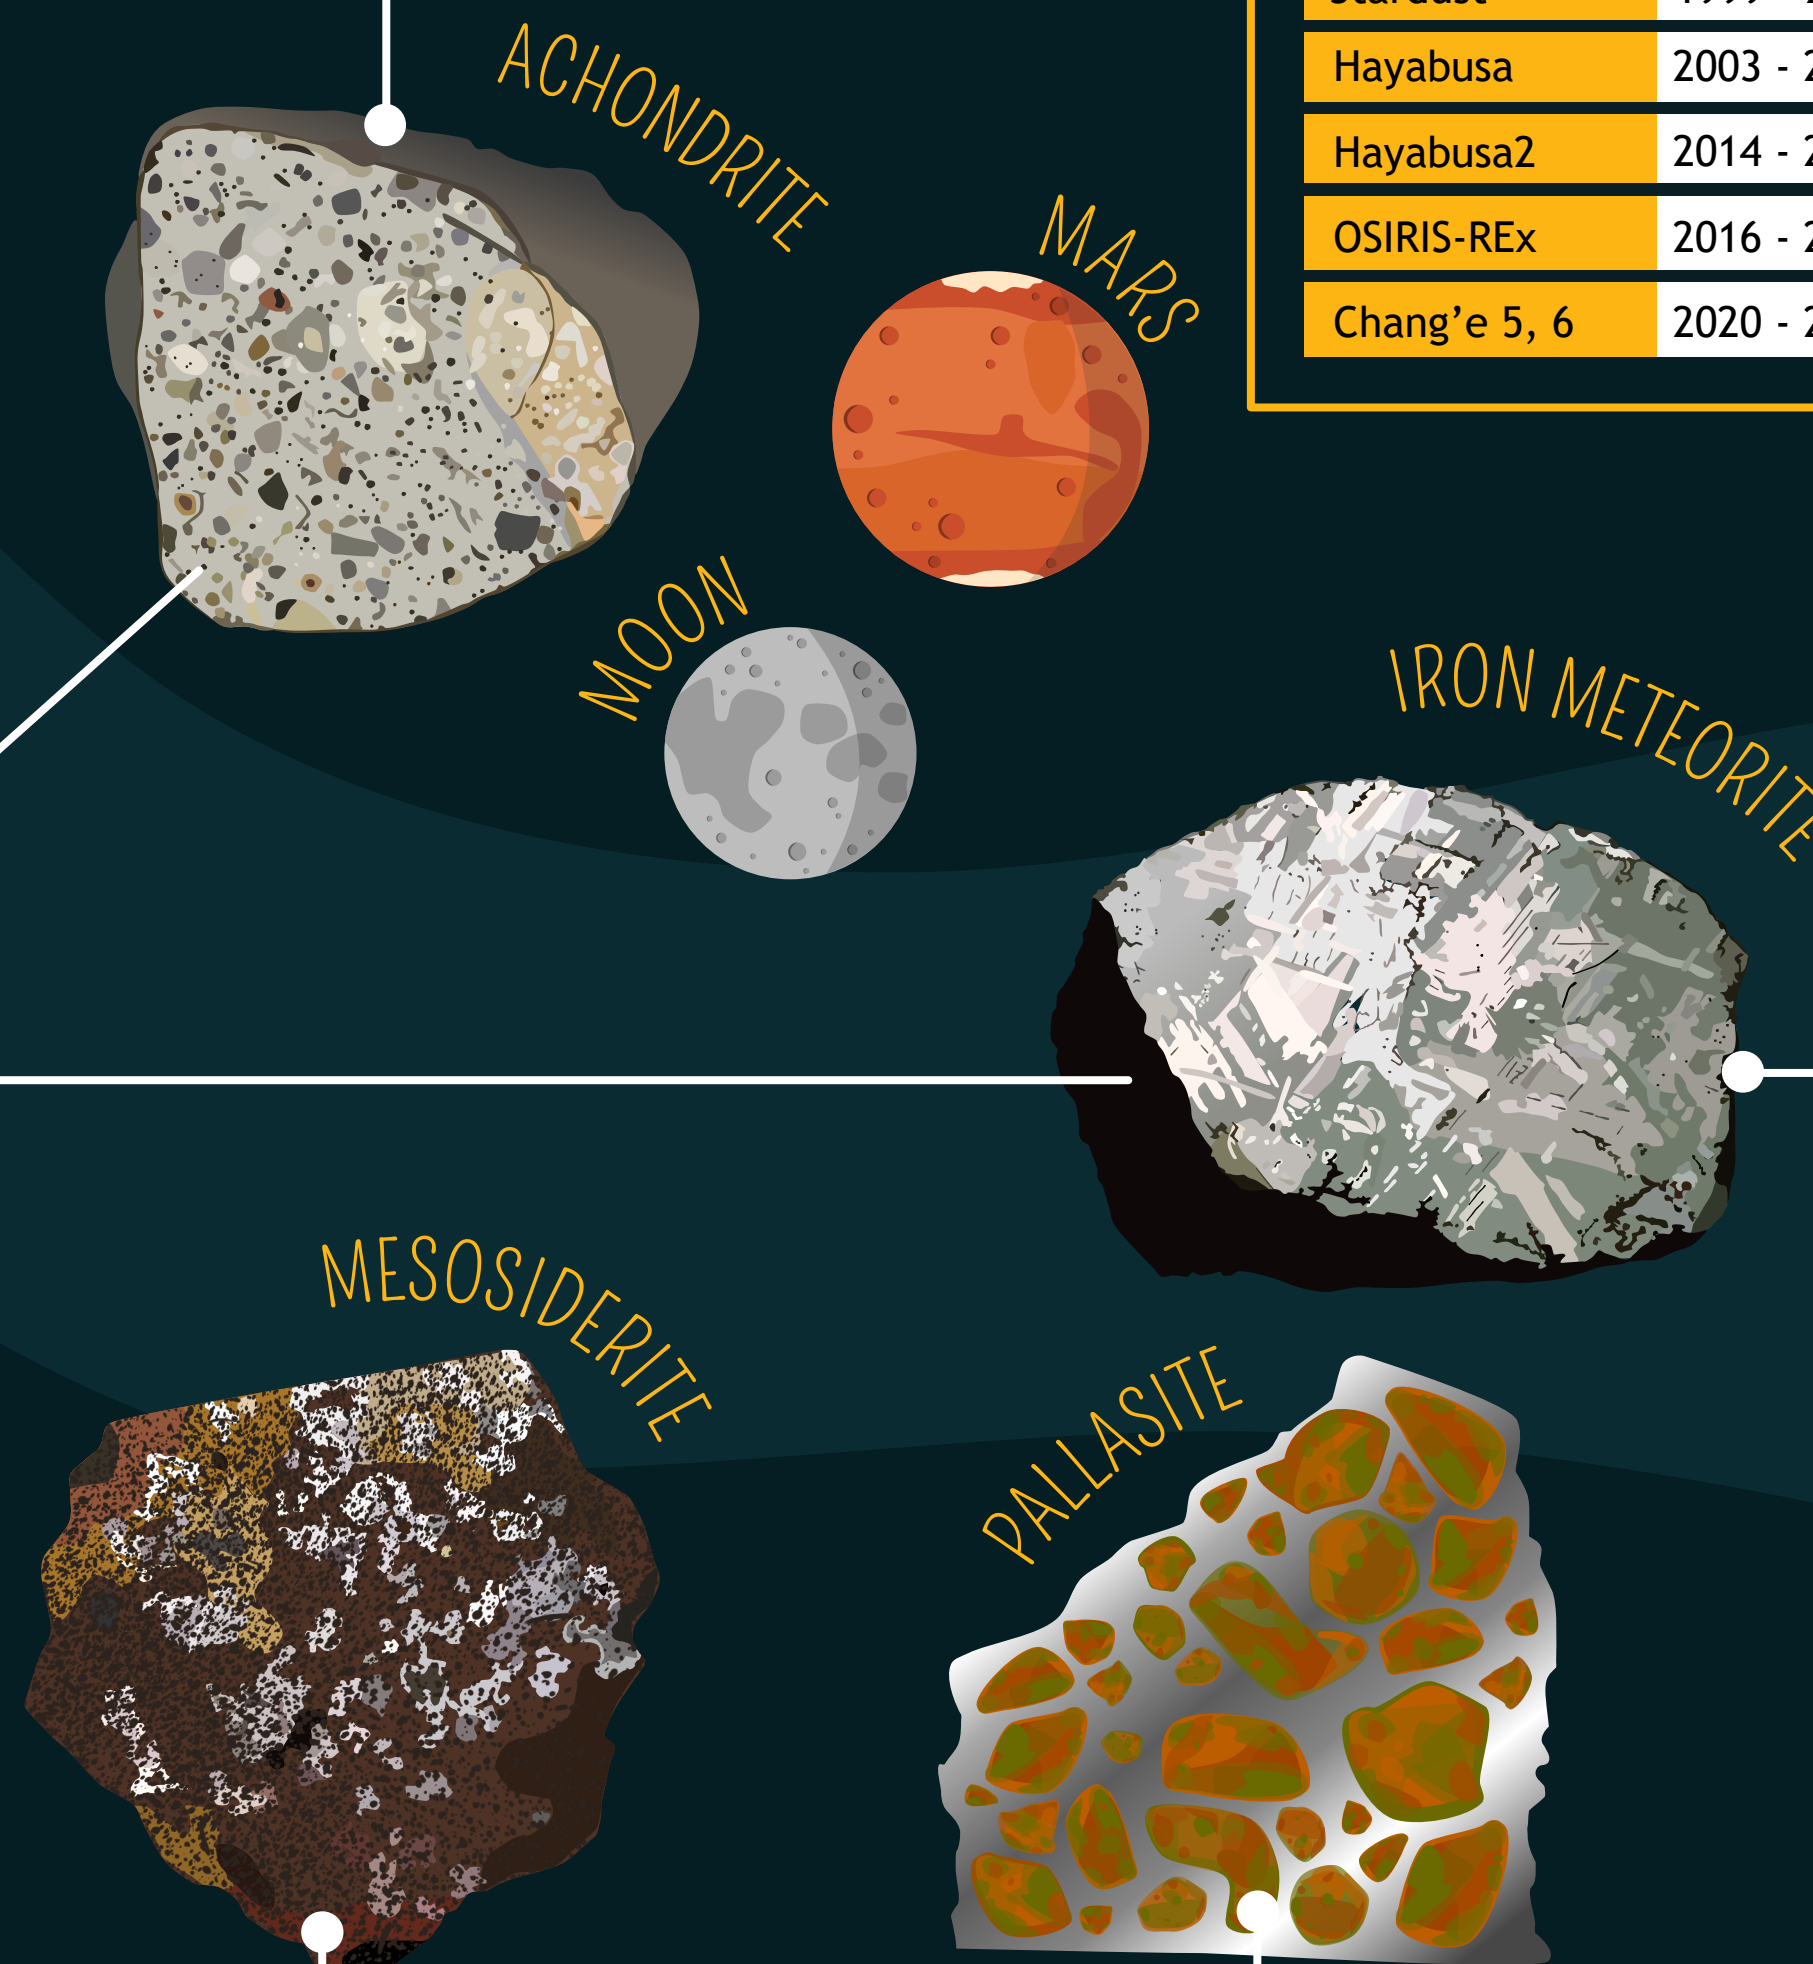 ACHONDRITE
Hayabusa 2003 -
Hayabusa2 2014 -
OSIRIS-REx 2016 -
Chang’e 5, 6 2020 -
MARS
MOON
IRON METEORITE
MESOSIDERITE
PALLASITE